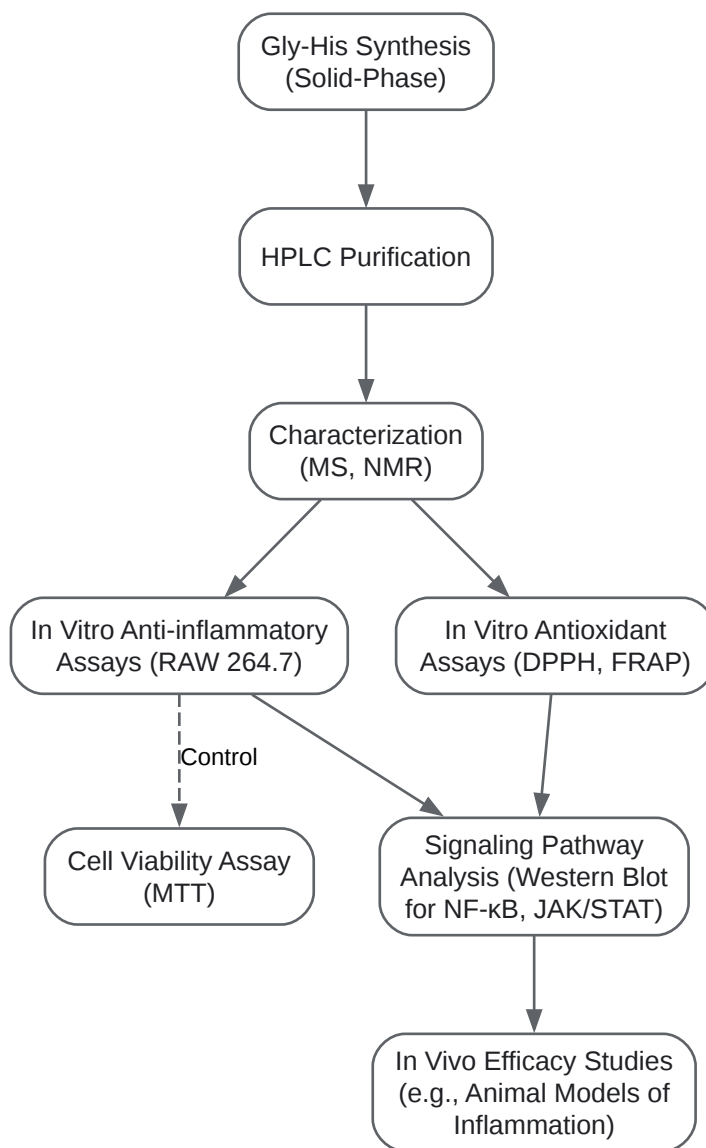 Gly-His Synthesis
(Solid-Phase)
HPLC Purification
Characterization
(MS, NMR)
In Vitro Anti-inflammatory
Assays (RAW 264.7)
In Vitro Antioxidant
Assays (DPPH, FRAP)
Control
Cell Viability Assay
(MTT)
Signaling Pathway
Analysis (Western Blot
for NF-κB, JAK/STAT)
In Vivo Efficacy Studies
(e.g., Animal Models of
Inflammation)